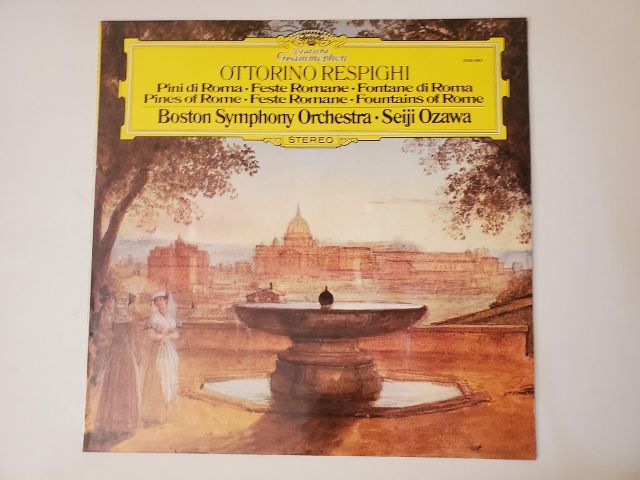 Deutsche
Grammophon
OTTORINO RESPIGHI
Pini di Roma • Feste Romane • Fontane di Roma
Pines of Rome • Feste Romane • Fountains of Rome
Boston Symphony Orchestra • Seiji Ozawa
STEREO